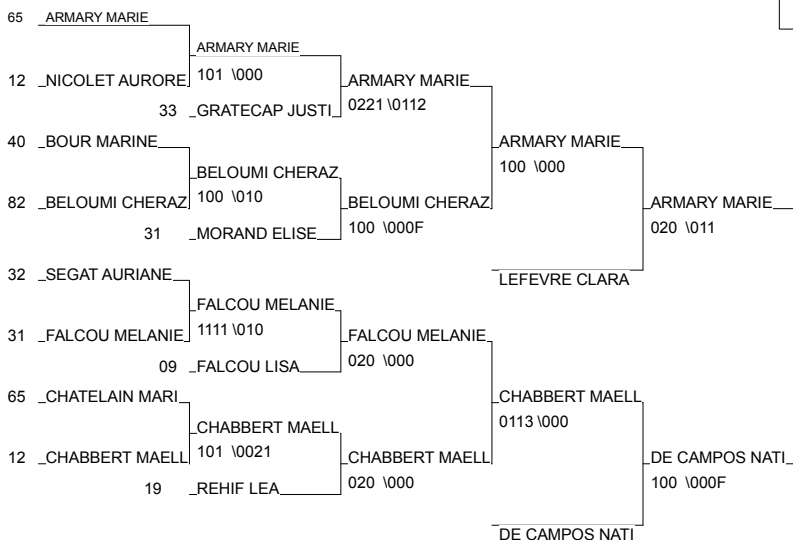 65 ARMARY MARIE
ARMARY MARIE
12 NICOLET AURORE 101 \000 ARMARY MARIE
33 GRATECAP JUSTI 0221 \0112
40 BOUR MARINE ARMARY MARIE
BELOUMI CHERAZ 100 \000
82 BELOUMI CHERAZ 100 \010 BELOUMI CHERAZ ARMARY MARIE
31 MORAND ELISE 100 \000F 020 \011
32 SEGAT AURIANE LEFEVRE CLARA
FALCOU MELANIE
31 FALCOU MELANIE 1111 \010 FALCOU MELANIE
09 FALCOU LISA 020 \000
65 CHATELAIN MARI CHABBERT MAELL
CHABBERT MAELL 0113 \000
12 CHABBERT MAELL 101 \0021 CHABBERT MAELL DE CAMPOS NATI
19 REHIF LEA 020 \000 100 \000F
DE CAMPOS NATI